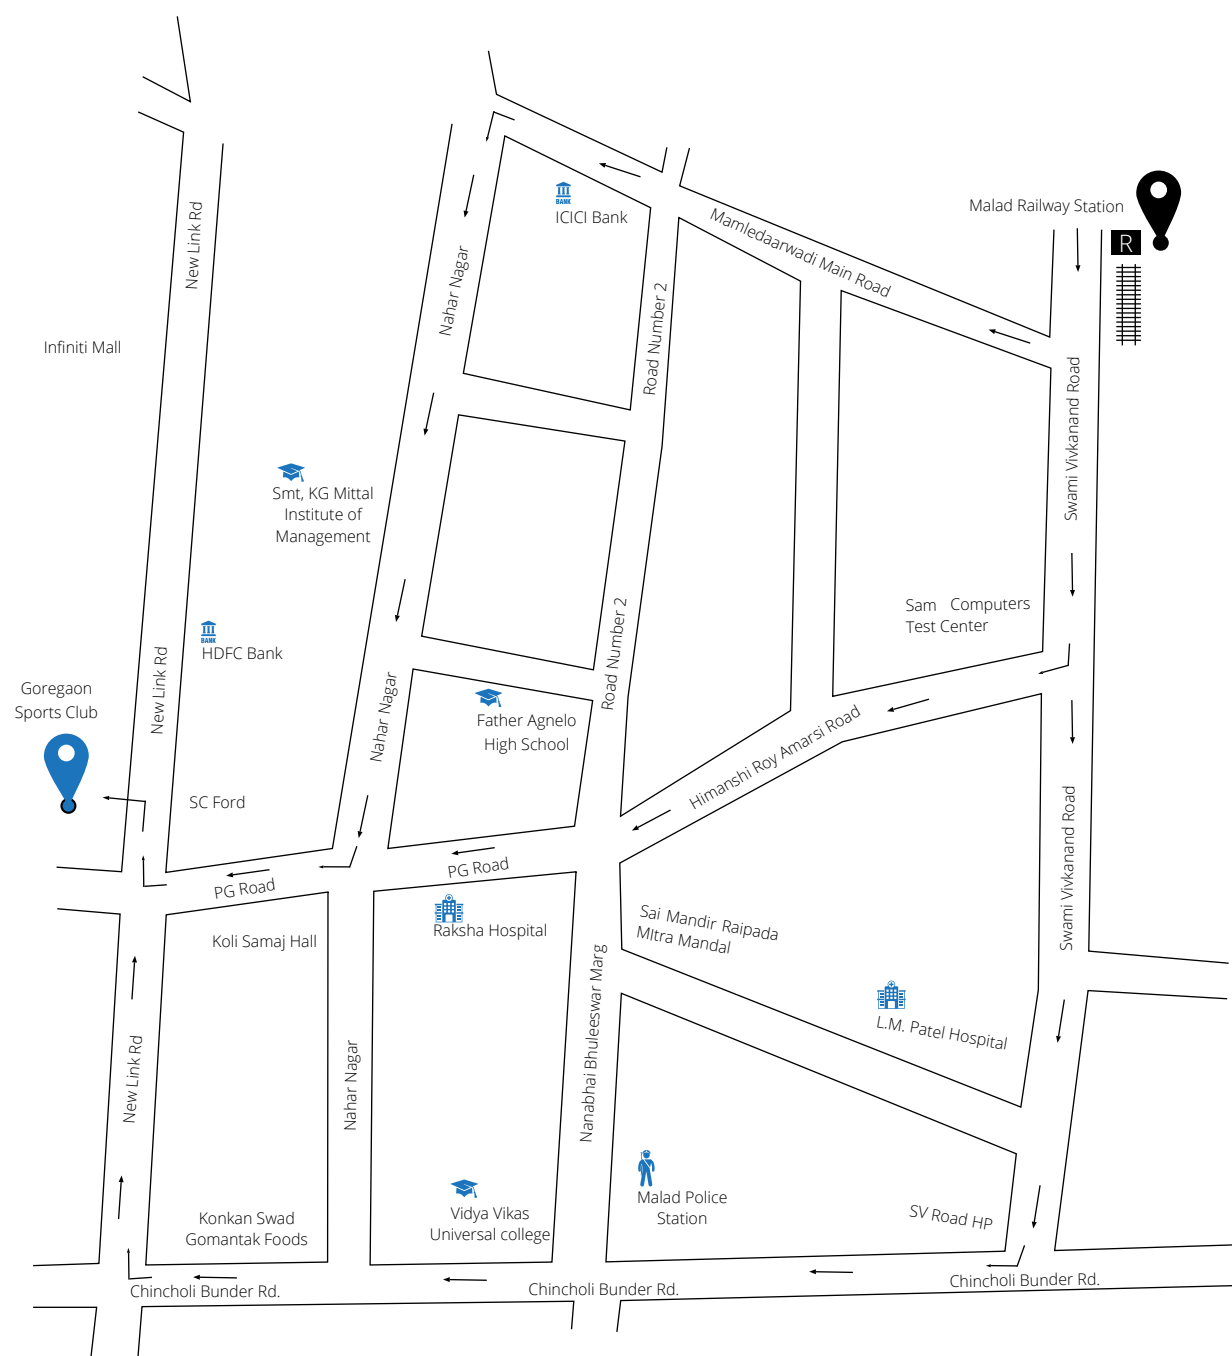 Malad Railway Station
R
New Link Rd
ICICI Bank
Mamledaarwadi Main Road
Nahar Nagar
Road Number 2
Infiniti Mall
Swami Vivkanand Road
BANK
Smt, KG Mittal
Institute of
Management
Sam Computers
Test Center
BANK
HDFC Bank
Road Number 2
New Link Rd
Goregaon
Sports Club
Nahar Nagar
Father Agnelo
High School
Himanshi Roy Amarsi Road
SC Ford
Swami Vivkanand Road
PG Road
PG Road
Raksha Hospital
Koli Samaj Hall
Sai Mandir Raipada
MItra Mandal
Nanabhai Bhuleeswar Marg
L.M. Patel Hospital
New Link Rd
Nahar Nagar
Malad Police
Station
Vidya Vikas
Universal college
Konkan Swad
Gomantak Foods
SV Road HP
Chincholi Bunder Rd.
Chincholi Bunder Rd.
Chincholi Bunder Rd.